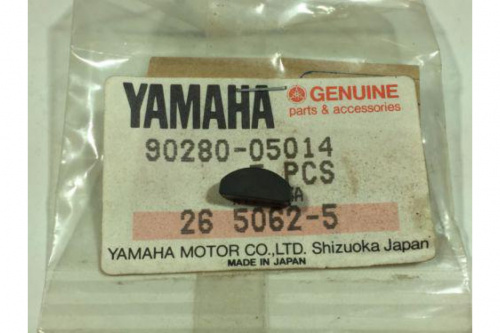 YAMAHA GENUINE
parts & accessories
90280-05014
PCS
26 5062-5
YAMAHA MOTOR CO.,LTD. Shizuoka Japan
MADE IN JAPAN